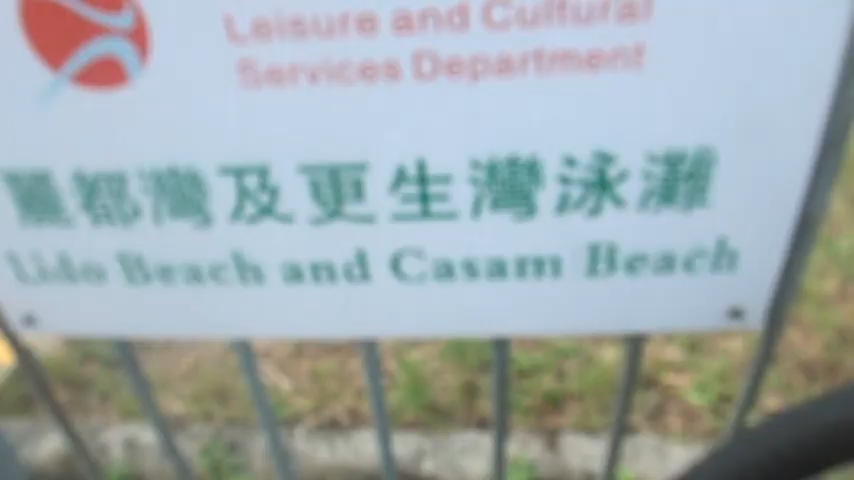 Leisure and Cultural
Services Department
麗都灣及更生灣泳灘
Lido Beach and Casam Beach